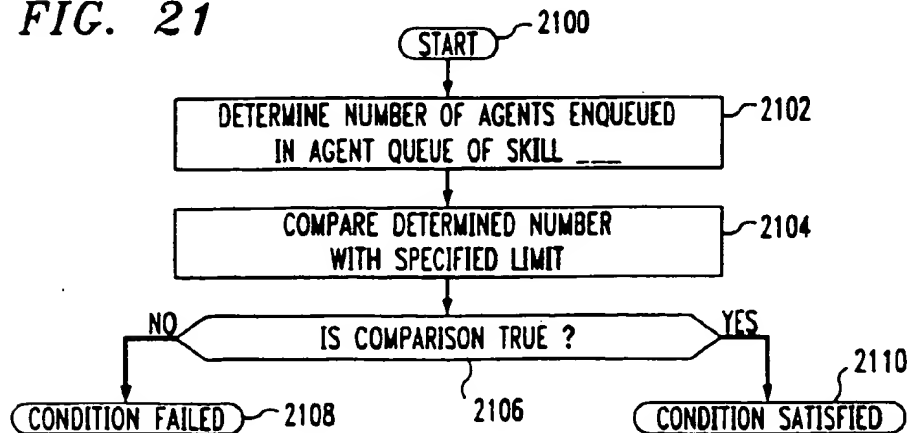 FIG. 21
START
2100
DETERMINE NUMBER OF AGENTS ENQUEUED
IN AGENT QUEUE OF SKILL ___
2102
COMPARE DETERMINED NUMBER
WITH SPECIFIED LIMIT
2104
NO
IS COMPARISON TRUE ?
YES
2106
CONDITION FAILED
2108
CONDITION SATISFIED
2110